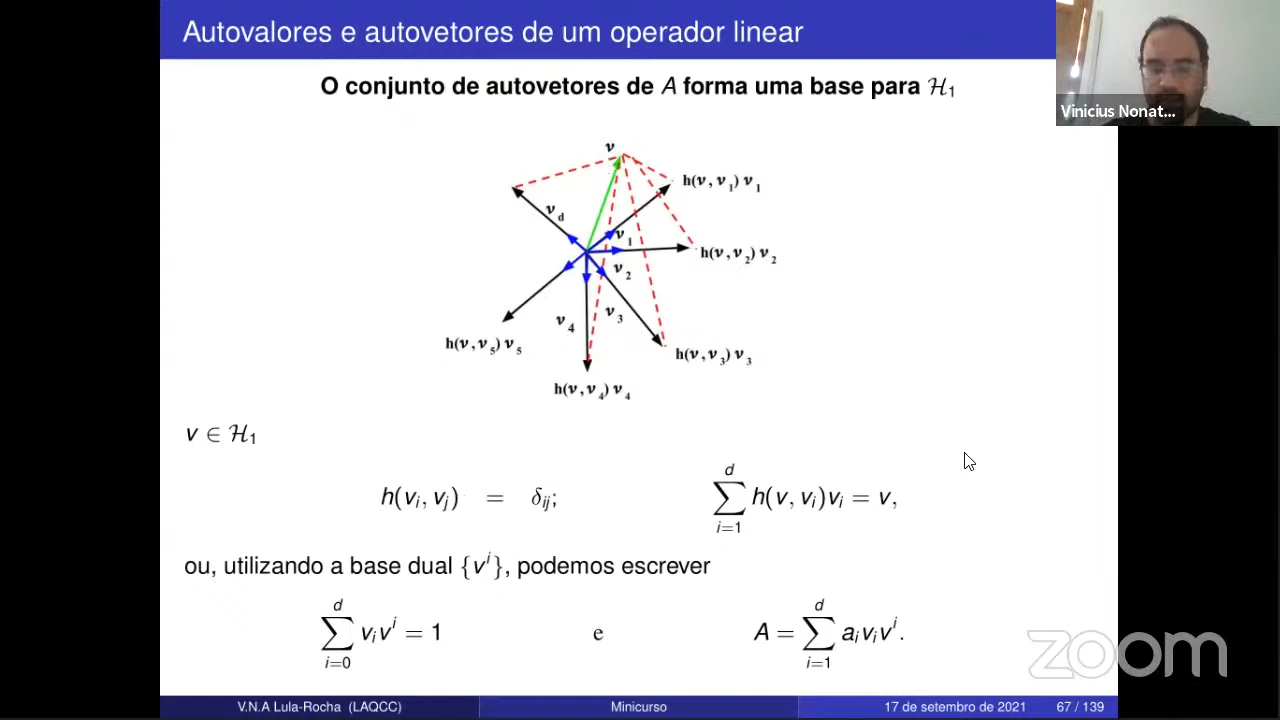 Autovalores e autovetores de um operador linear
Vinicius Nonat...
O conjunto de autovetores de A forma uma base para ℋ₁
v
h(v,v₁) v₁
v_d
v₁
h(v,v₂) v₂
v₂
v₃
v₄
h(v,v₅) v₅
h(v,v₃) v₃
h(v,v₄) v₄
v ∈ ℋ₁
h(vᵢ, vⱼ) = δᵢⱼ; ∑_{i=1}^{d} h(v, vᵢ)vᵢ = v,
ou, utilizando a base dual {vⁱ}, podemos escrever
∑_{i=0}^{d} vᵢvⁱ = 1 e A = ∑_{i=1}^{d} aᵢvᵢvⁱ.
zoom
V.N.A Lula-Rocha (LAQCC) Minicurso 17 de setembro de 2021 67 / 139